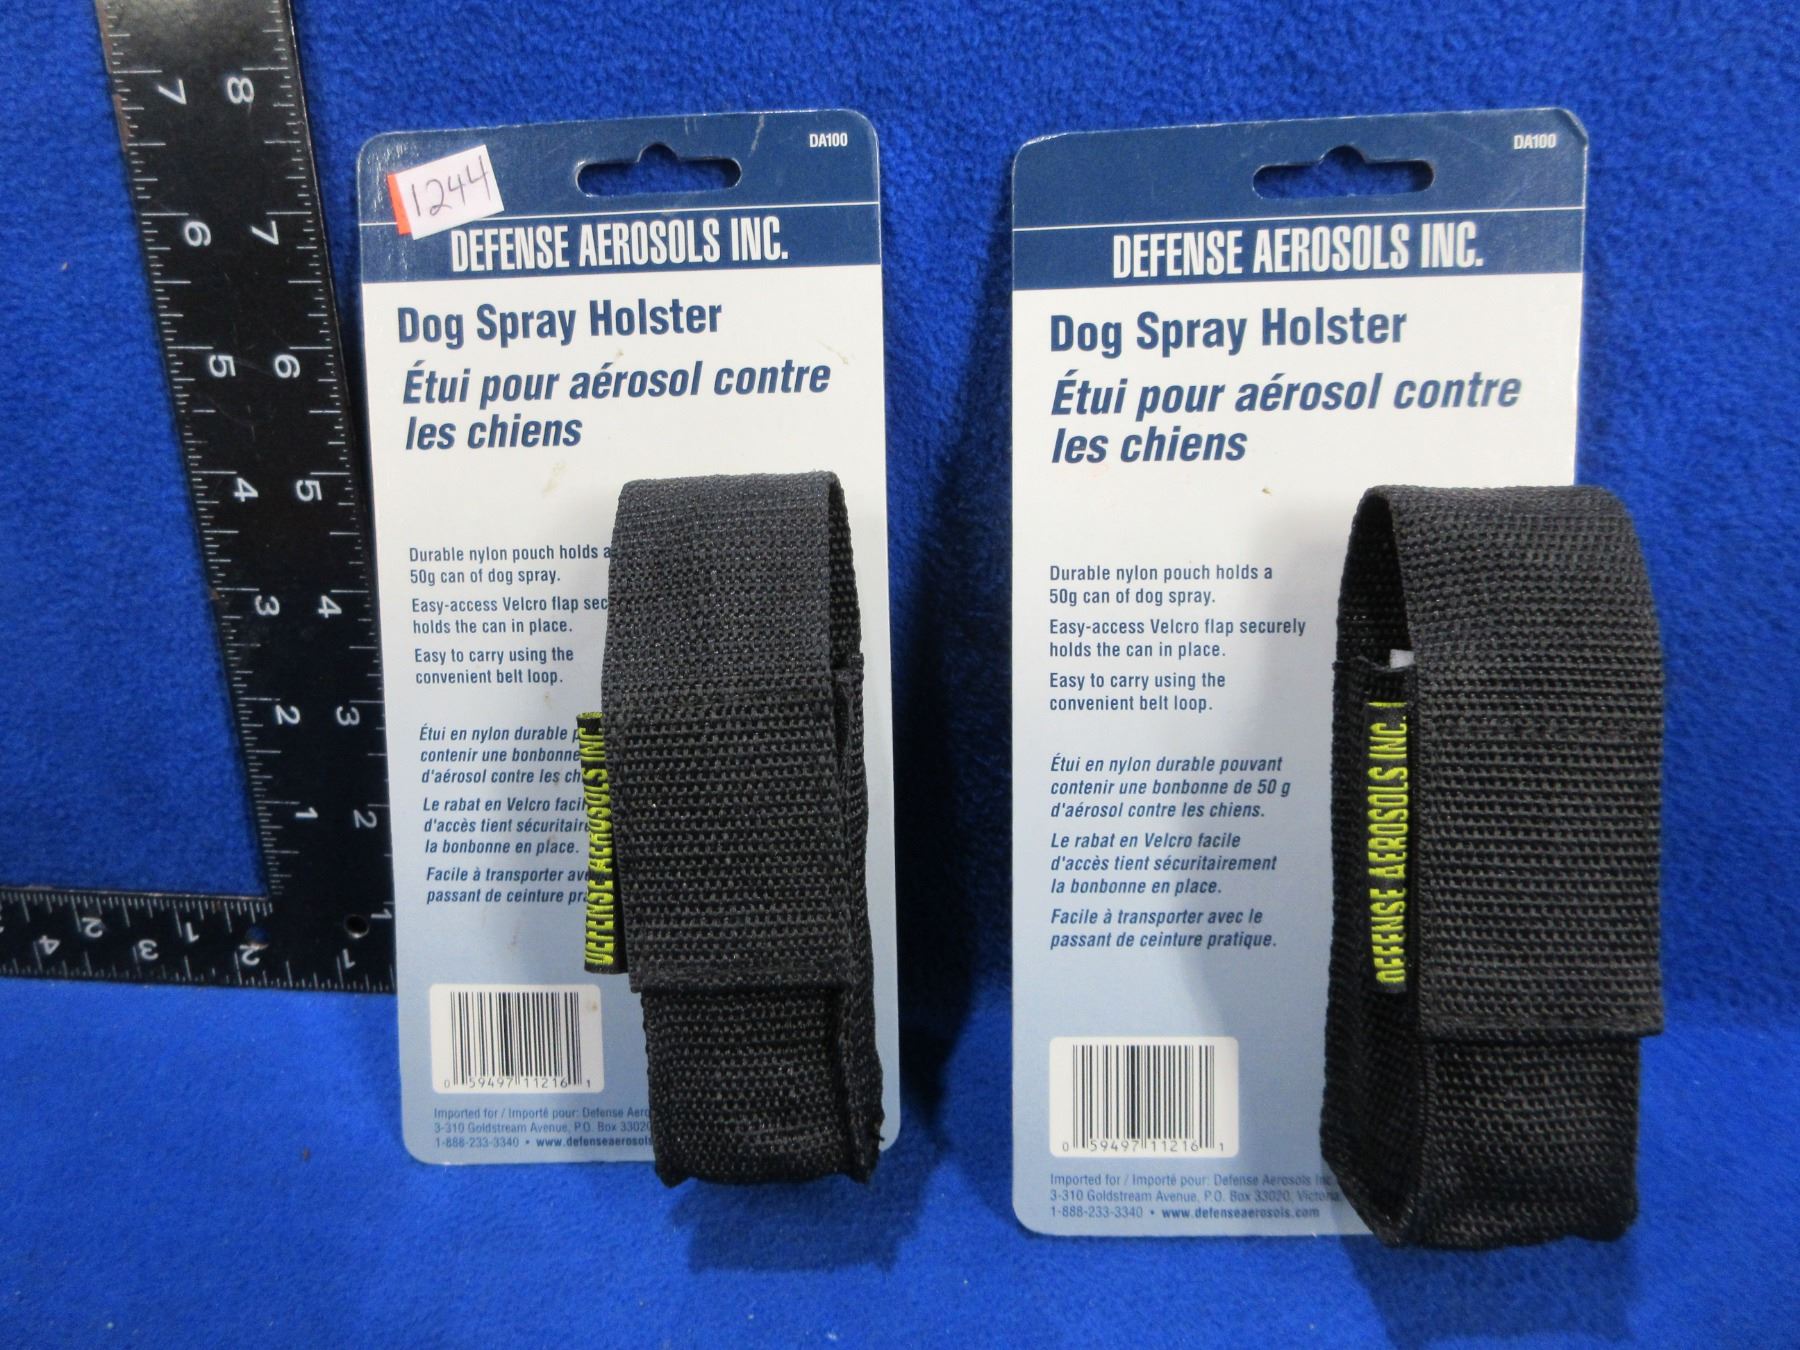 7 8
6 7
5 6
4 5
3 4
2 3
1 2
1
2 1
4 3 2 1
1244
DA100
DEFENSE AEROSOLS INC.
Dog Spray Holster
Étui pour aérosol contre
les chiens
Durable nylon pouch holds a
50g can of dog spray.
Easy-access Velcro flap sec
holds the can in place.
Easy to carry using the
convenient belt loop.
Étui en nylon durable p
contenir une bonbonne
d'aérosol contre les ch
Le rabat en Velcro facil
d'accès tient sécuritaire
la bonbonne en place.
Facile à transporter ave
passant de ceinture pra
DEFENSE AEROSOLS INC.
0 59497 11216 1
Imported for / Importé pour: Defense Aero
3-310 Goldstream Avenue, P.O. Box 33020
1-888-233-3340 • www.defenseaerosols
DA100
DEFENSE AEROSOLS INC.
Dog Spray Holster
Étui pour aérosol contre
les chiens
Durable nylon pouch holds a
50g can of dog spray.
Easy-access Velcro flap securely
holds the can in place.
Easy to carry using the
convenient belt loop.
Étui en nylon durable pouvant
contenir une bonbonne de 50 g
d'aérosol contre les chiens.
Le rabat en Velcro facile
d'accès tient sécuritairement
la bonbonne en place.
Facile à transporter avec le
passant de ceinture pratique.
DEFENSE AEROSOLS INC.
0 59497 11216 1
Imported for / Importé pour: Defense Aerosols Inc
3-310 Goldstream Avenue, P.O. Box 33020, Victoria
1-888-233-3340 • www.defenseaerosols.com